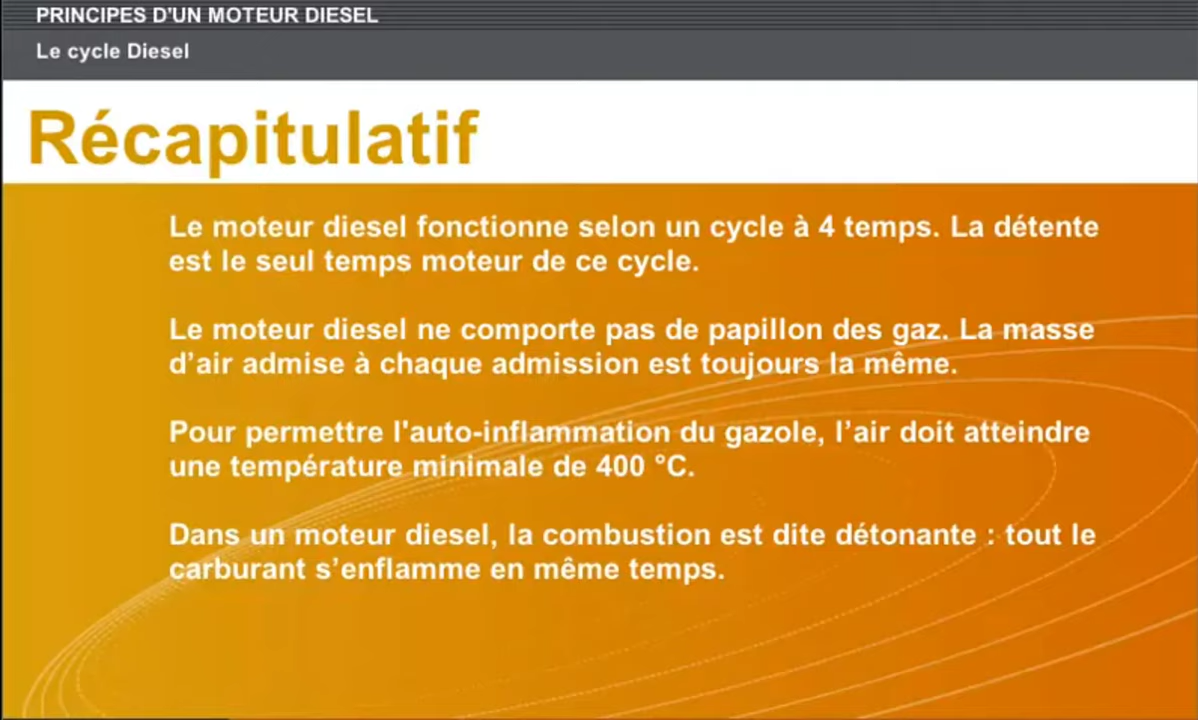 PRINCIPES D'UN MOTEUR DIESEL
Le cycle Diesel
Récapitulatif
Le moteur diesel fonctionne selon un cycle à 4 temps. La détente
est le seul temps moteur de ce cycle.
Le moteur diesel ne comporte pas de papillon des gaz. La masse
d’air admise à chaque admission est toujours la même.
Pour permettre l'auto-inflammation du gazole, l’air doit atteindre
une température minimale de 400 °C.
Dans un moteur diesel, la combustion est dite détonante : tout le
carburant s’enflamme en même temps.